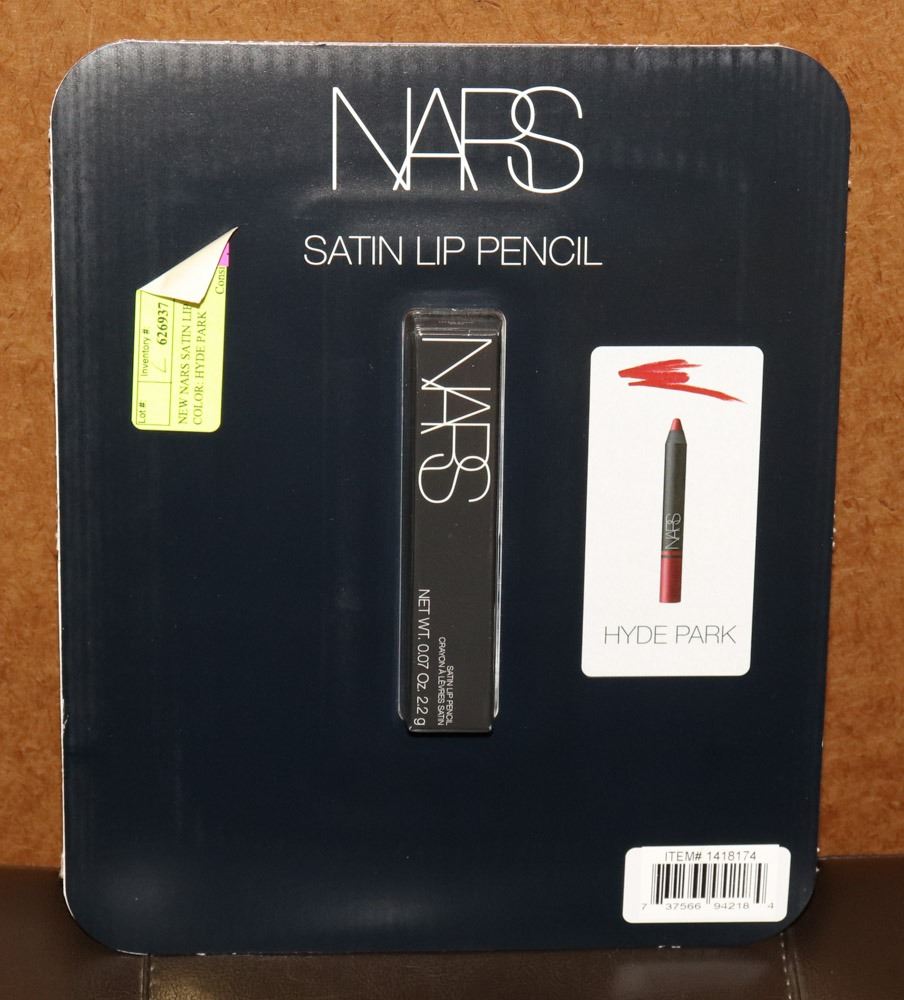 NARS
SATIN LIP PENCIL
Lot #
Inventory #
626937
NEW NARS SATIN LIP
COLOR: HYDE PARK
Consi
NARS
NET WT. 0.07 Oz. 2.2 g
SATIN LIP PENCIL
CRAYON À LÈVRES SATIN
NARS
HYDE PARK
ITEM# 1418174
7 37566 94218 4